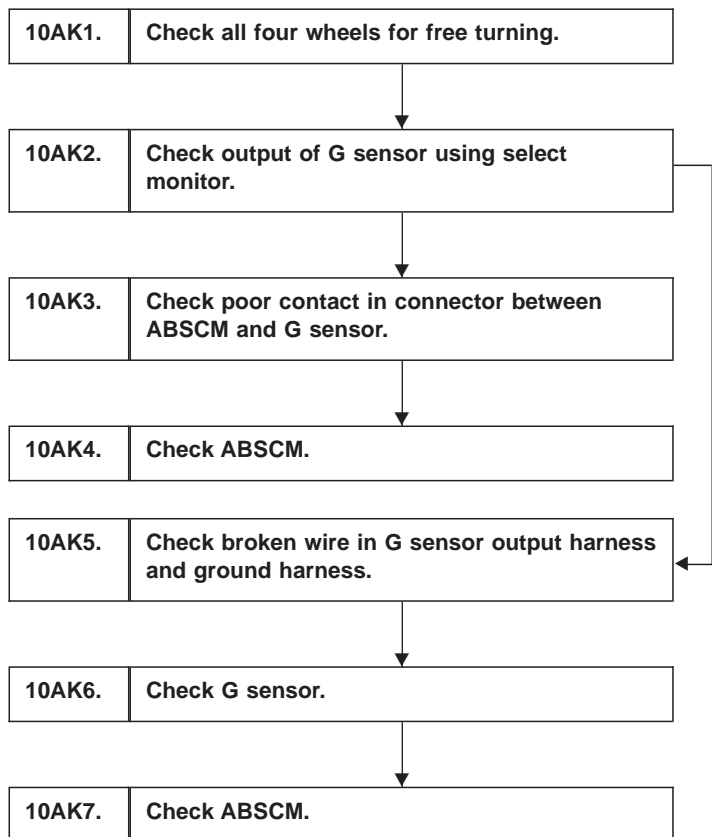 10AK1. Check all four wheels for free turning.
10AK2. Check output of G sensor using select
monitor.
10AK3. Check poor contact in connector between
ABSCM and G sensor.
10AK4. Check ABSCM.
10AK5. Check broken wire in G sensor output harness
and ground harness.
10AK6. Check G sensor.
10AK7. Check ABSCM.